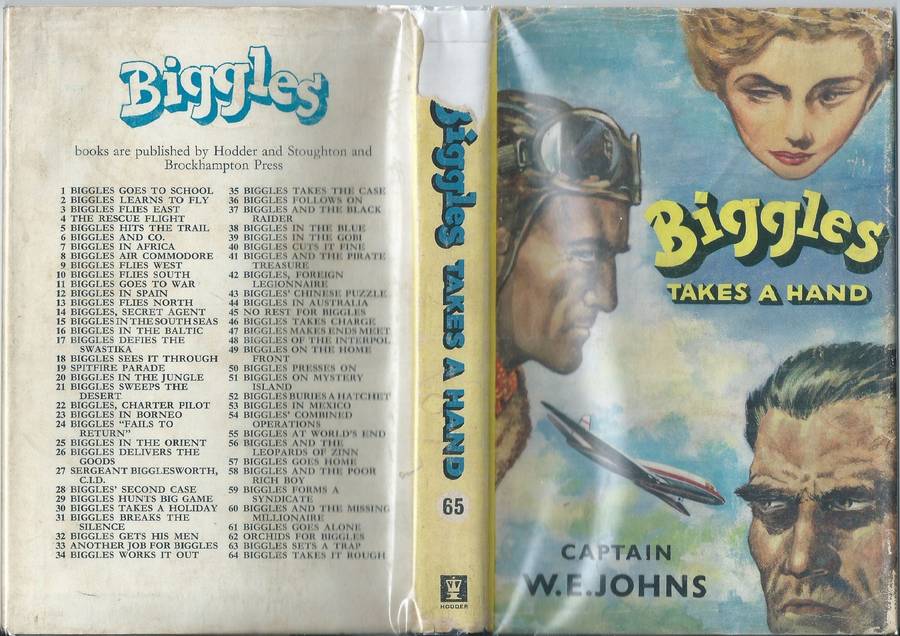 Biggles
books are published by Hodder and Stoughton and
Brockhampton Press
1 BIGGLES GOES TO SCHOOL
2 BIGGLES LEARNS TO FLY
3 BIGGLES FLIES EAST
4 THE RESCUE FLIGHT
5 BIGGLES HITS THE TRAIL
6 BIGGLES AND CO.
7 BIGGLES IN AFRICA
8 BIGGLES AIR COMMODORE
9 BIGGLES FLIES WEST
10 BIGGLES FLIES SOUTH
11 BIGGLES GOES TO WAR
12 BIGGLES IN SPAIN
13 BIGGLES FLIES NORTH
14 BIGGLES, SECRET AGENT
15 BIGGLES IN THE SOUTH SEAS
16 BIGGLES IN THE BALTIC
17 BIGGLES DEFIES THE
SWASTIKA
18 BIGGLES SEES IT THROUGH
19 SPITFIRE PARADE
20 BIGGLES IN THE JUNGLE
21 BIGGLES SWEEPS THE
DESERT
22 BIGGLES, CHARTER PILOT
23 BIGGLES IN BORNEO
24 BIGGLES "FAILS TO
RETURN"
25 BIGGLES IN THE ORIENT
26 BIGGLES DELIVERS THE
GOODS
27 SERGEANT BIGGLESWORTH,
C.I.D.
28 BIGGLES' SECOND CASE
29 BIGGLES HUNTS BIG GAME
30 BIGGLES TAKES A HOLIDAY
31 BIGGLES BREAKS THE
SILENCE
32 BIGGLES GETS HIS MEN
33 ANOTHER JOB FOR BIGGLES
34 BIGGLES WORKS IT OUT
35 BIGGLES TAKES THE CASE
36 BIGGLES FOLLOWS ON
37 BIGGLES AND THE BLACK
RAIDER
38 BIGGLES IN THE BLUE
39 BIGGLES IN THE GOBI
40 BIGGLES CUTS IT FINE
41 BIGGLES AND THE PIRATE
TREASURE
42 BIGGLES, FOREIGN
LEGIONNAIRE
43 BIGGLES' CHINESE PUZZLE
44 BIGGLES IN AUSTRALIA
45 NO REST FOR BIGGLES
46 BIGGLES TAKES CHARGE
47 BIGGLES MAKES ENDS MEET
48 BIGGLES OF THE INTERPOL
49 BIGGLES ON THE HOME
FRONT
50 BIGGLES PRESSES ON
51 BIGGLES ON MYSTERY
ISLAND
52 BIGGLES BURIES A HATCHET
53 BIGGLES IN MEXICO
54 BIGGLES' COMBINED
OPERATIONS
55 BIGGLES AT WORLD'S END
56 BIGGLES AND THE
LEOPARDS OF ZINN
57 BIGGLES GOES HOME
58 BIGGLES AND THE POOR
RICH BOY
59 BIGGLES FORMS A
SYNDICATE
60 BIGGLES AND THE MISSING
MILLIONAIRE
61 BIGGLES GOES ALONE
62 ORCHIDS FOR BIGGLES
63 BIGGLES SETS A TRAP
64 BIGGLES TAKES IT ROUGH
Biggles TAKES A HAND
65
HODDER
Biggles
TAKES A HAND
CAPTAIN
W.E.JOHNS